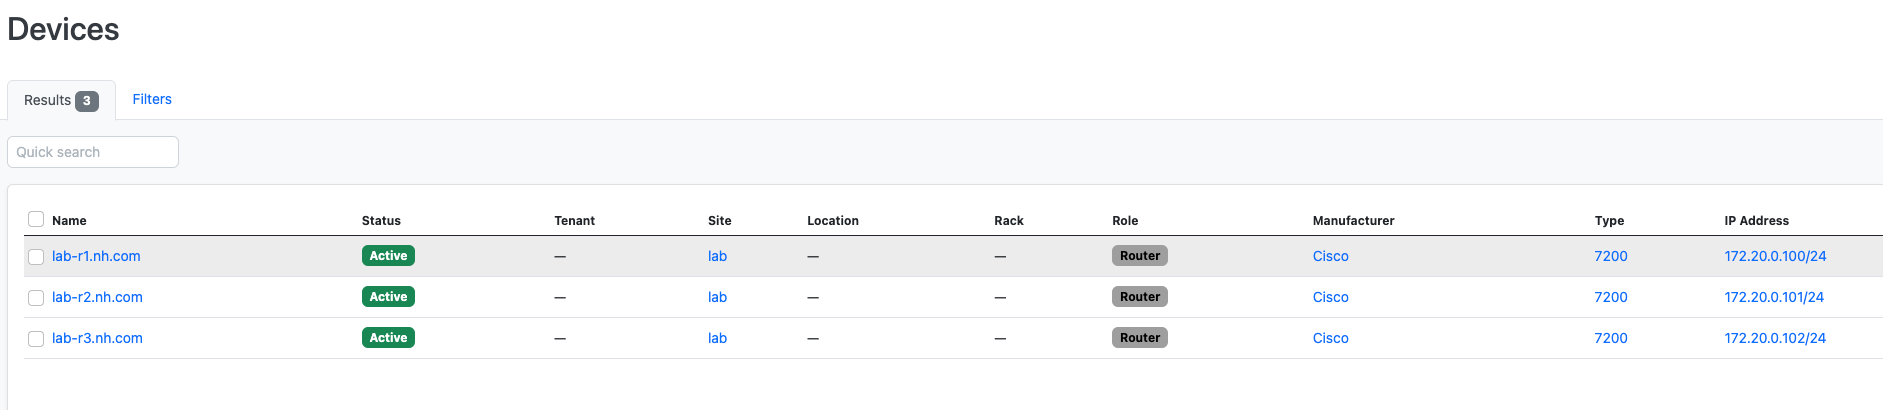 Devices
Results 3 Filters
Quick search
Name Status Tenant Site Location Rack Role Manufacturer Type IP Address
lab-r1.nh.com Active — lab — — Router Cisco 7200 172.20.0.100/24
lab-r2.nh.com Active — lab — — Router Cisco 7200 172.20.0.101/24
lab-r3.nh.com Active — lab — — Router Cisco 7200 172.20.0.102/24